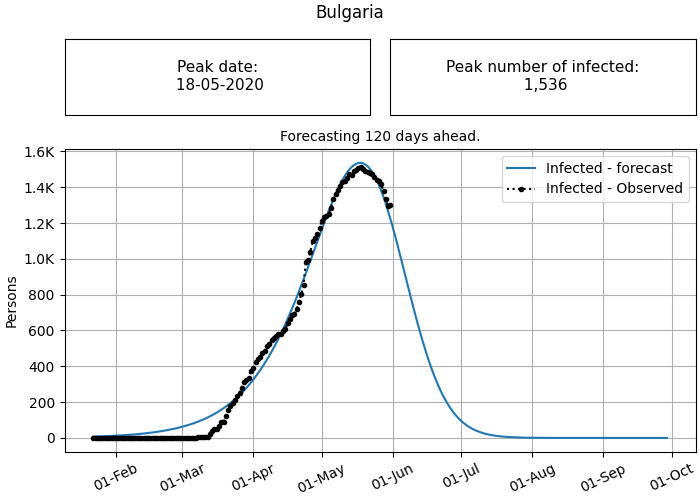 Bulgaria
Peak date:
18-05-2020
Peak number of infected:
1,536
Forecasting 120 days ahead.
Infected - forecast
Infected - Observed
1.6K
1.4K
1.2K
1.0K
800
600
400
200
0
Persons
01-Feb
01-Mar
01-Apr
01-May
01-Jun
01-Jul
01-Aug
01-Sep
01-Oct